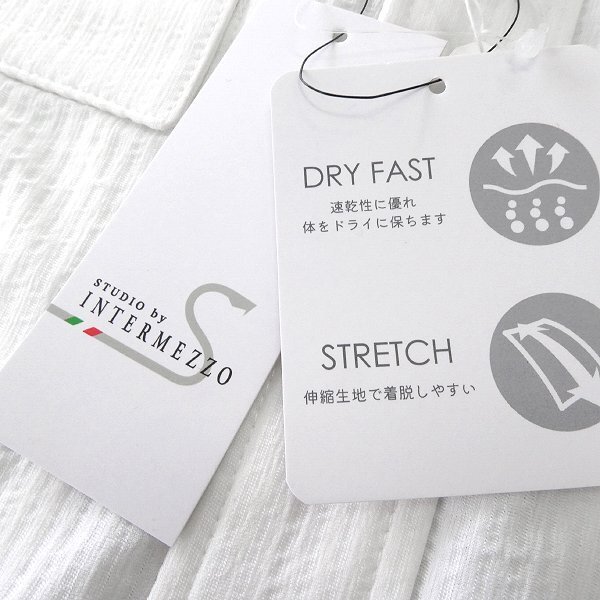 STUDIO by
INTERMEZZO
DRY FAST
速乾性に優れ
体をドライに保ちます
STRETCH
伸縮生地で着脱しやすい